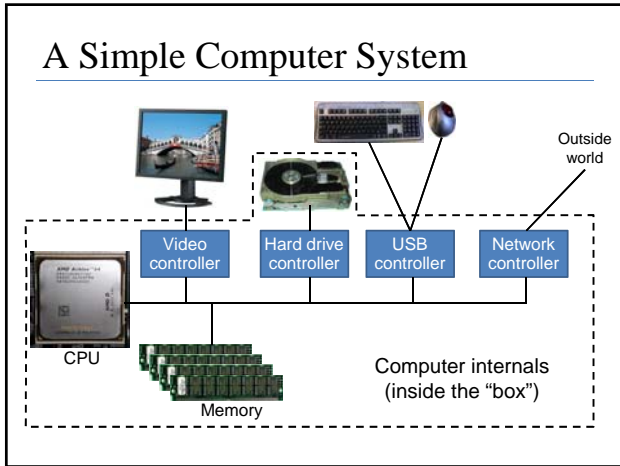 A Simple Computer System
Outside
world
Video
controller
Hard drive
controller
USB
controller
Network
controller
CPU
Memory
Computer internals
(inside the “box”)